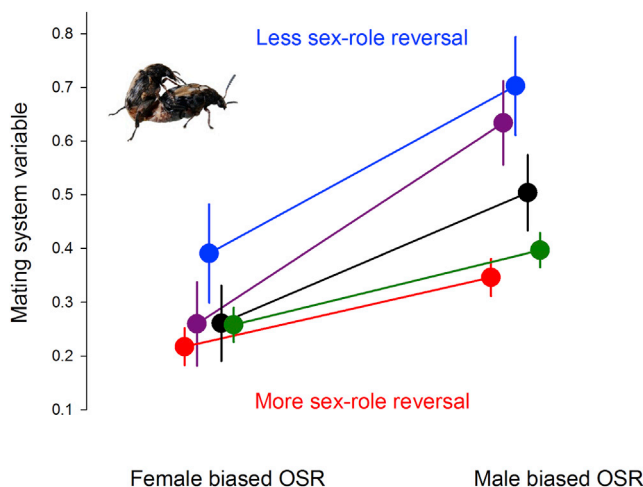 Less sex-role reversal
Mating system variable
0.8
0.7
0.6
0.5
0.4
0.3
0.2
0.1
More sex-role reversal
Female biased OSR
Male biased OSR